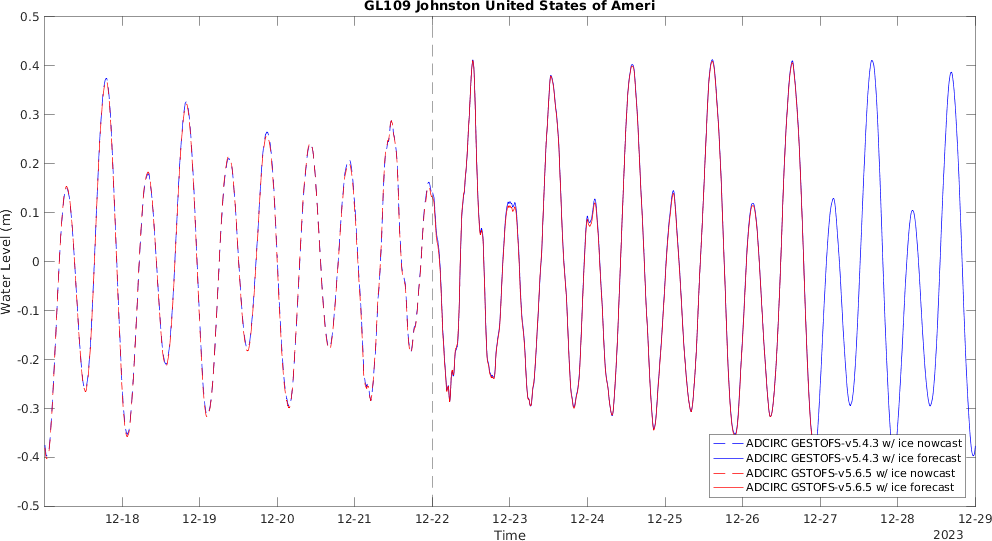 GL109 Johnston United States of Ameri
0.5
0.4
0.3
0.2
0.1
0
-0.1
-0.2
-0.3
-0.4
-0.5
Water Level (m)
ADCIRC GESTOFS-v5.4.3 w/ ice nowcast
ADCIRC GESTOFS-v5.4.3 w/ ice forecast
ADCIRC GSTOFS-v5.6.5 w/ ice nowcast
ADCIRC GSTOFS-v5.6.5 w/ ice forecast
12-18 12-19 12-20 12-21 12-22 12-23 12-24 12-25 12-26 12-27 12-28 12-29
Time
2023